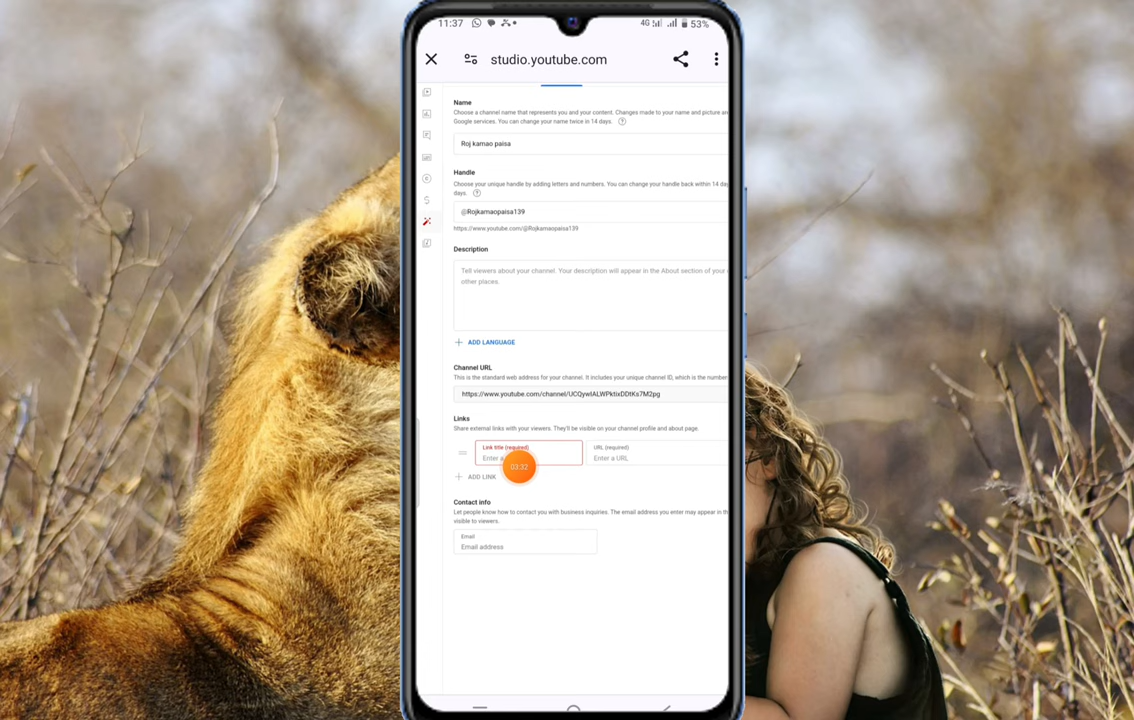 11:37 4G 53%
studio.youtube.com
Name
Choose a channel name that represents you and your content. Changes made to your name and picture
Google services. You can change your name twice in 14 days.
Roj kamao paisa
Handle
Choose your unique handle by adding letters and numbers. You can change your handle back within 14
days.
@Rojkamaopaisa139
https://www.youtube.com/@Rojkamaopaisa139
Description
Tell viewers about your channel. Your description will appear in the About section of your
other places.
ADD LANGUAGE
Channel URL
This is the standard web address for your channel. It includes your unique channel ID, which is the
https://www.youtube.com/channel/
Links
Share external links with your viewers. They'll be visible on your channel profile and about page.
Link title (required) URL (required)
Enter Enter a URL
03:32
ADD LINK
Contact info
Let people know how to contact you with business inquiries. The email address you enter may appear in
visible to viewers.
Email
Email address